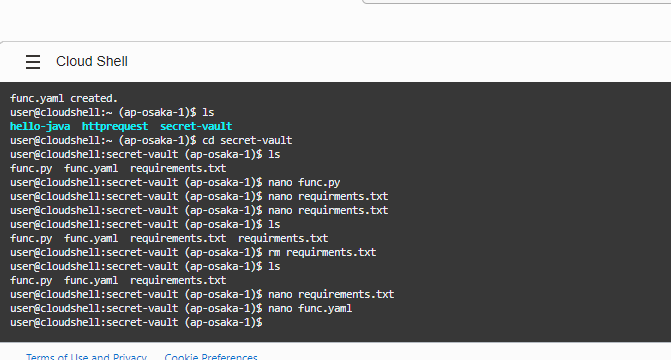 Cloud Shell
func.yaml created.
user@cloudshell:~ (ap-osaka-1)$ ls
hello-java httprequest secret-vault
user@cloudshell:~ (ap-osaka-1)$ cd secret-vault
user@cloudshell:secret-vault (ap-osaka-1)$ ls
func.py func.yaml requirements.txt
user@cloudshell:secret-vault (ap-osaka-1)$ nano func.py
user@cloudshell:secret-vault (ap-osaka-1)$ nano requirments.txt
user@cloudshell:secret-vault (ap-osaka-1)$ nano requirments.txt
user@cloudshell:secret-vault (ap-osaka-1)$ ls
func.py func.yaml requirements.txt requirments.txt
user@cloudshell:secret-vault (ap-osaka-1)$ rm requirments.txt
user@cloudshell:secret-vault (ap-osaka-1)$ ls
func.py func.yaml requirements.txt
user@cloudshell:secret-vault (ap-osaka-1)$ nano requirements.txt
user@cloudshell:secret-vault (ap-osaka-1)$ nano func.yaml
user@cloudshell:secret-vault (ap-osaka-1)$
Terms of Use and Privacy Cookie Preferences